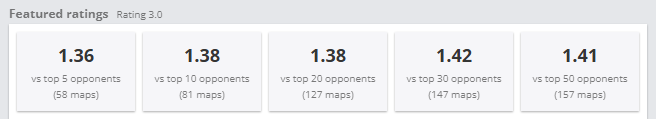 Featured ratings Rating 3.0
1.36 1.38 1.38 1.42 1.41
vs top 5 opponents vs top 10 opponents vs top 20 opponents vs top 30 opponents vs top 50 opponents
(58 maps) (81 maps) (127 maps) (147 maps) (157 maps)